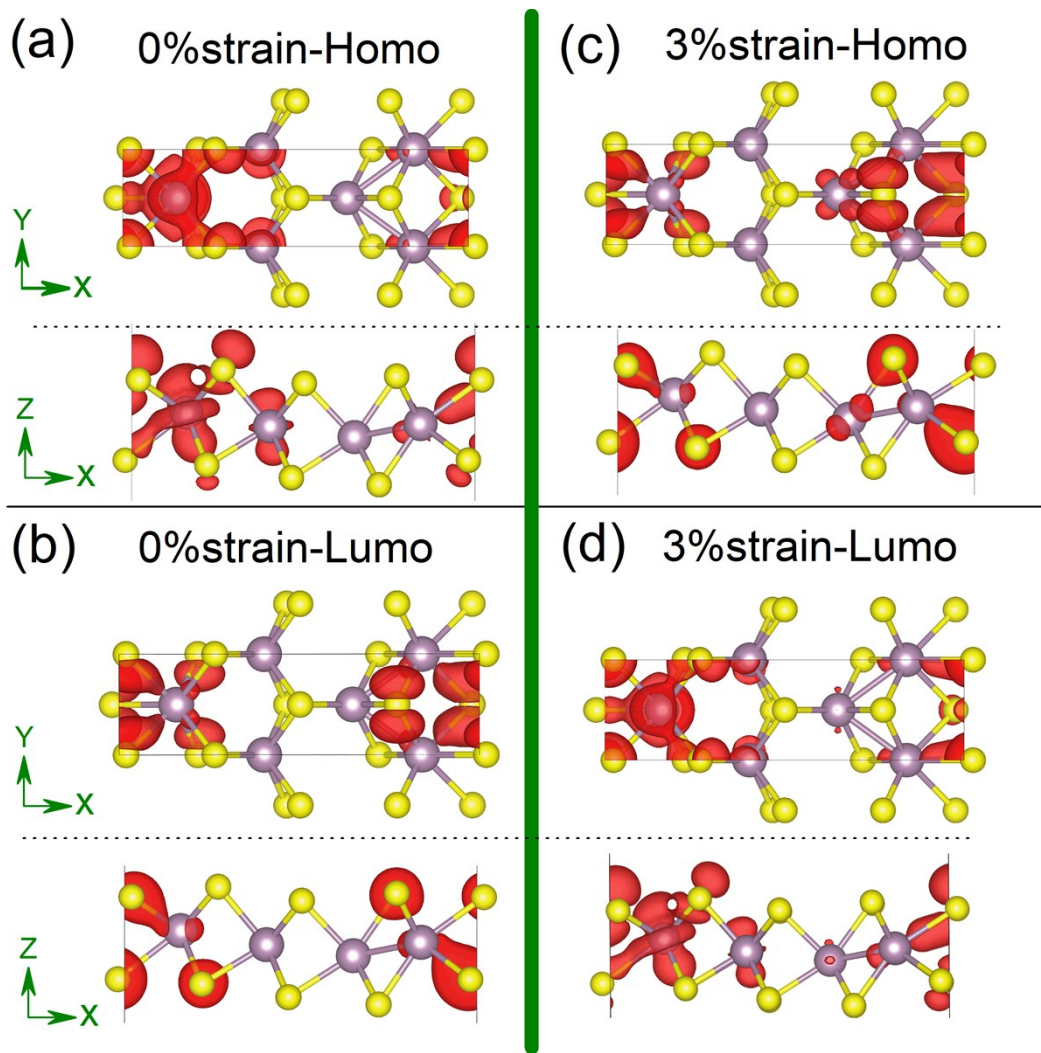 (a) 0%strain-Homo
Y
X
Z
X
(c) 3%strain-Homo
(b) 0%strain-Lumo
Y
X
Z
X
(d) 3%strain-Lumo